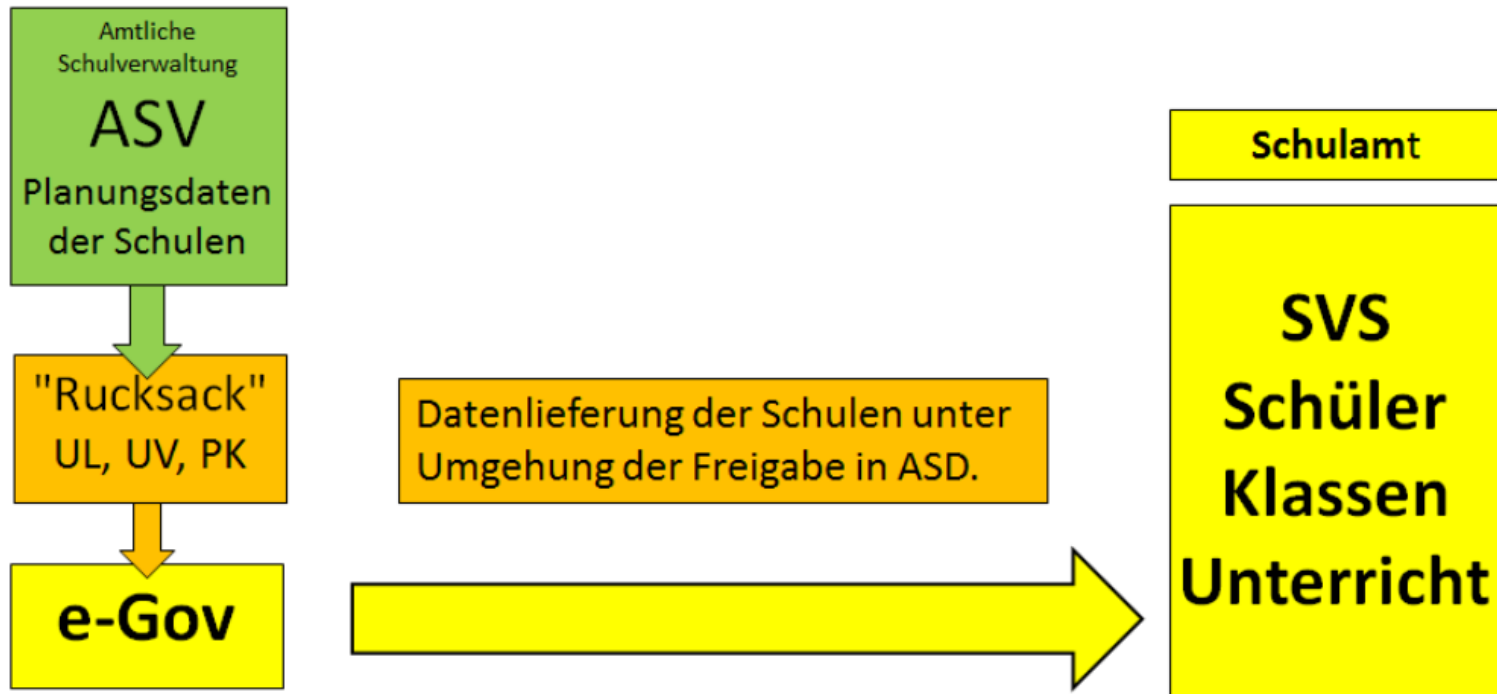 Amtliche
Schulverwaltung
ASV
Planungsdaten
der Schulen
"Rucksack"
UL, UV, PK
e-Gov
Datenlieferung der Schulen unter
Umgehung der Freigabe in ASD.
Schulamt
SVS
Schüler
Klassen
Unterricht